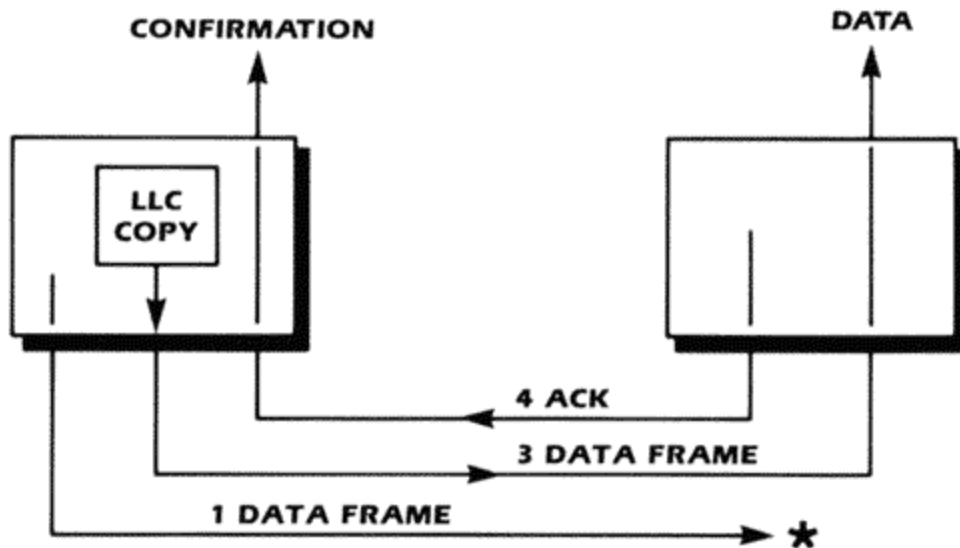 CONFIRMATION
DATA
LLC
COPY
4 ACK
3 DATA FRAME
1 DATA FRAME
*